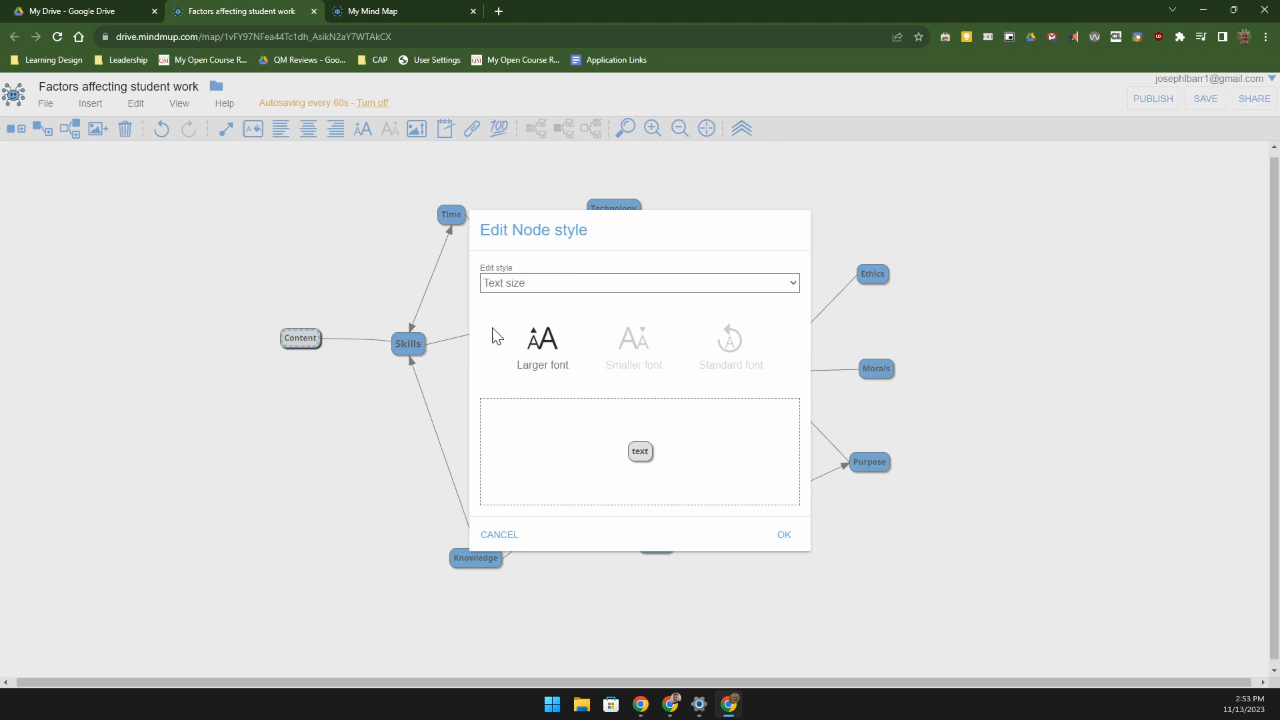 My Drive - Google Drive
Factors affecting student work
My Mind Map
drive.mindmup.com/map/1vFY97NFea44Tc1dh_AsikN2aY7WTAkCX
Learning Design
Leadership
My Open Course R...
QM Reviews - Goo...
CAP
User Settings
My Open Course R...
Application Links
Factors affecting student work
josephlbarr1@gmail.com
File
Insert
Edit
View
Help
Autosaving every 60s - Turn off
PUBLISH
SAVE
SHARE
Time
Technology
Edit Node style
Edit style
Text size
Larger font
Smaller font
Standard font
text
CANCEL
OK
Ethics
Content
Skills
Morals
Purpose
Knowledge
2:53 PM
11/13/2023